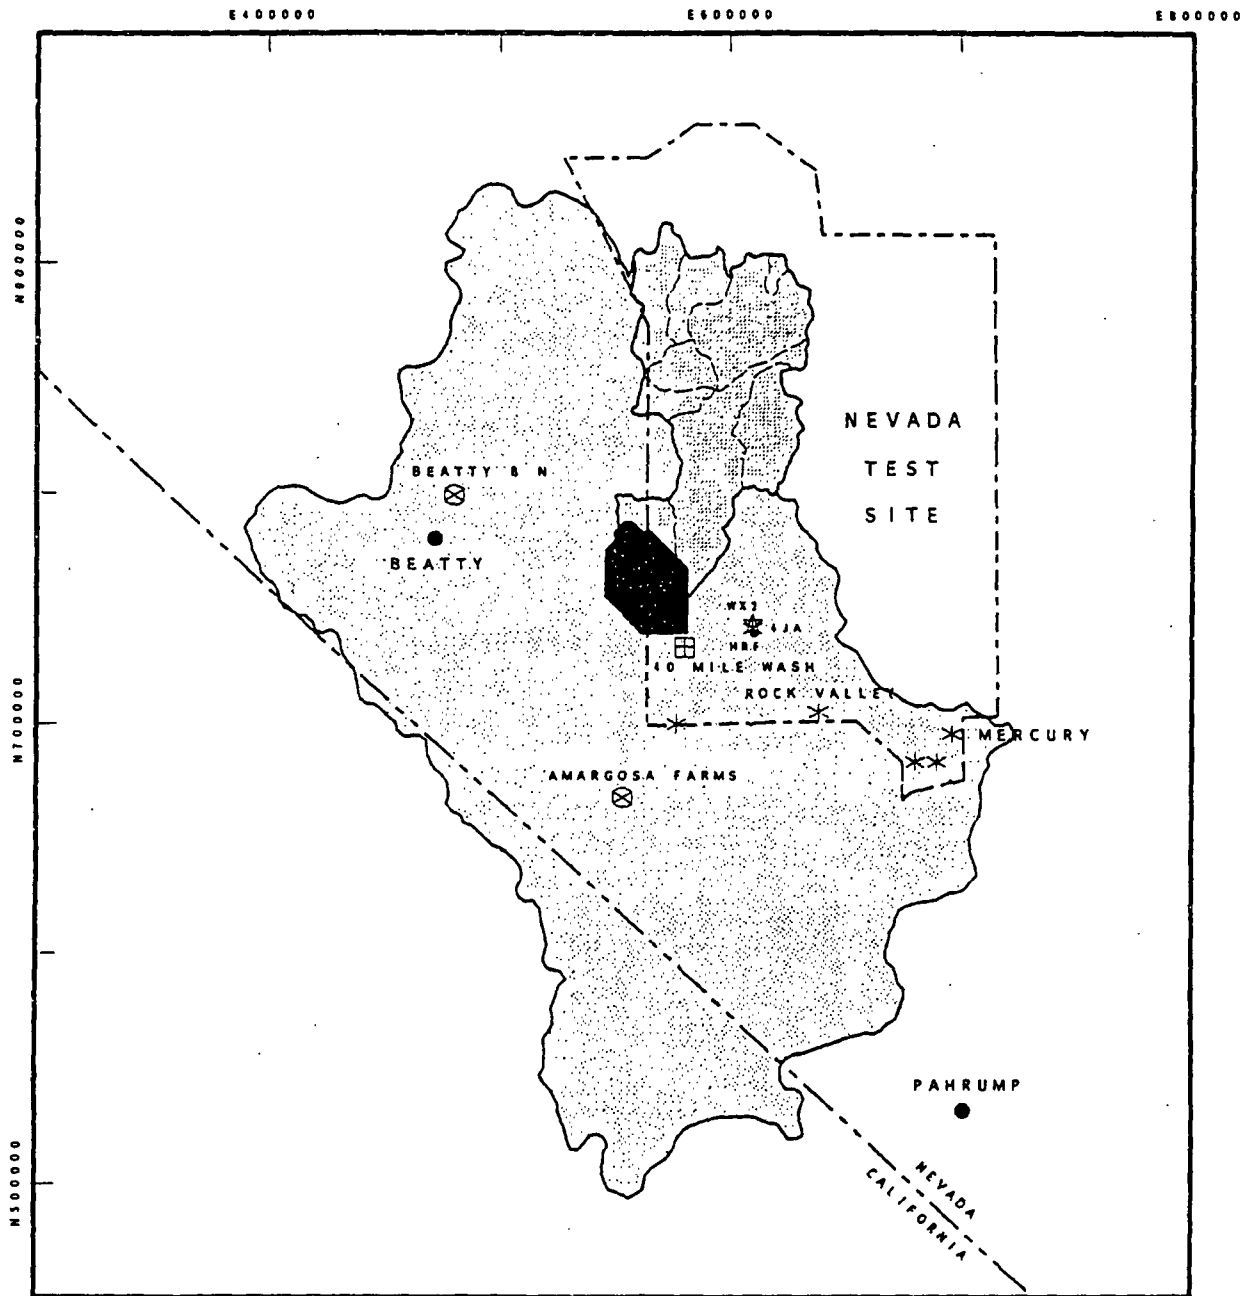 E400000 E600000 E800000
N800000
NEVADA
TEST
SITE
BEATTY 8 N
BEATTY
WX2
4JA
HRF
40 MILE WASH
ROCK VALLEY
N700000
MERCURY
AMARGOSA FARMS
PAHRUMP
NEVADA
CALIFORNIA
N500000